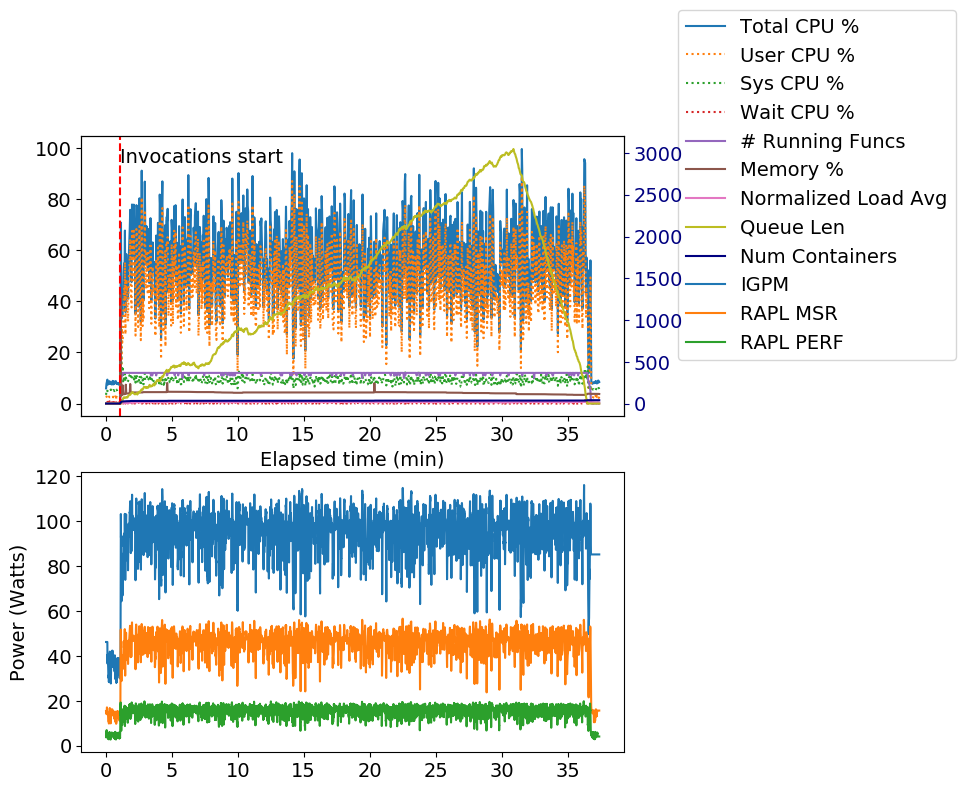 Total CPU %
User CPU %
Sys CPU %
Wait CPU %
# Running Funcs
Memory %
Normalized Load Avg
Queue Len
Num Containers
IGPM
RAPL MSR
RAPL PERF
Invocations start
100
80
60
40
20
0
3000
2500
2000
1500
1000
500
0
0 5 10 15 20 25 30 35
Elapsed time (min)
Power (Watts)
120
100
80
60
40
20
0
0 5 10 15 20 25 30 35